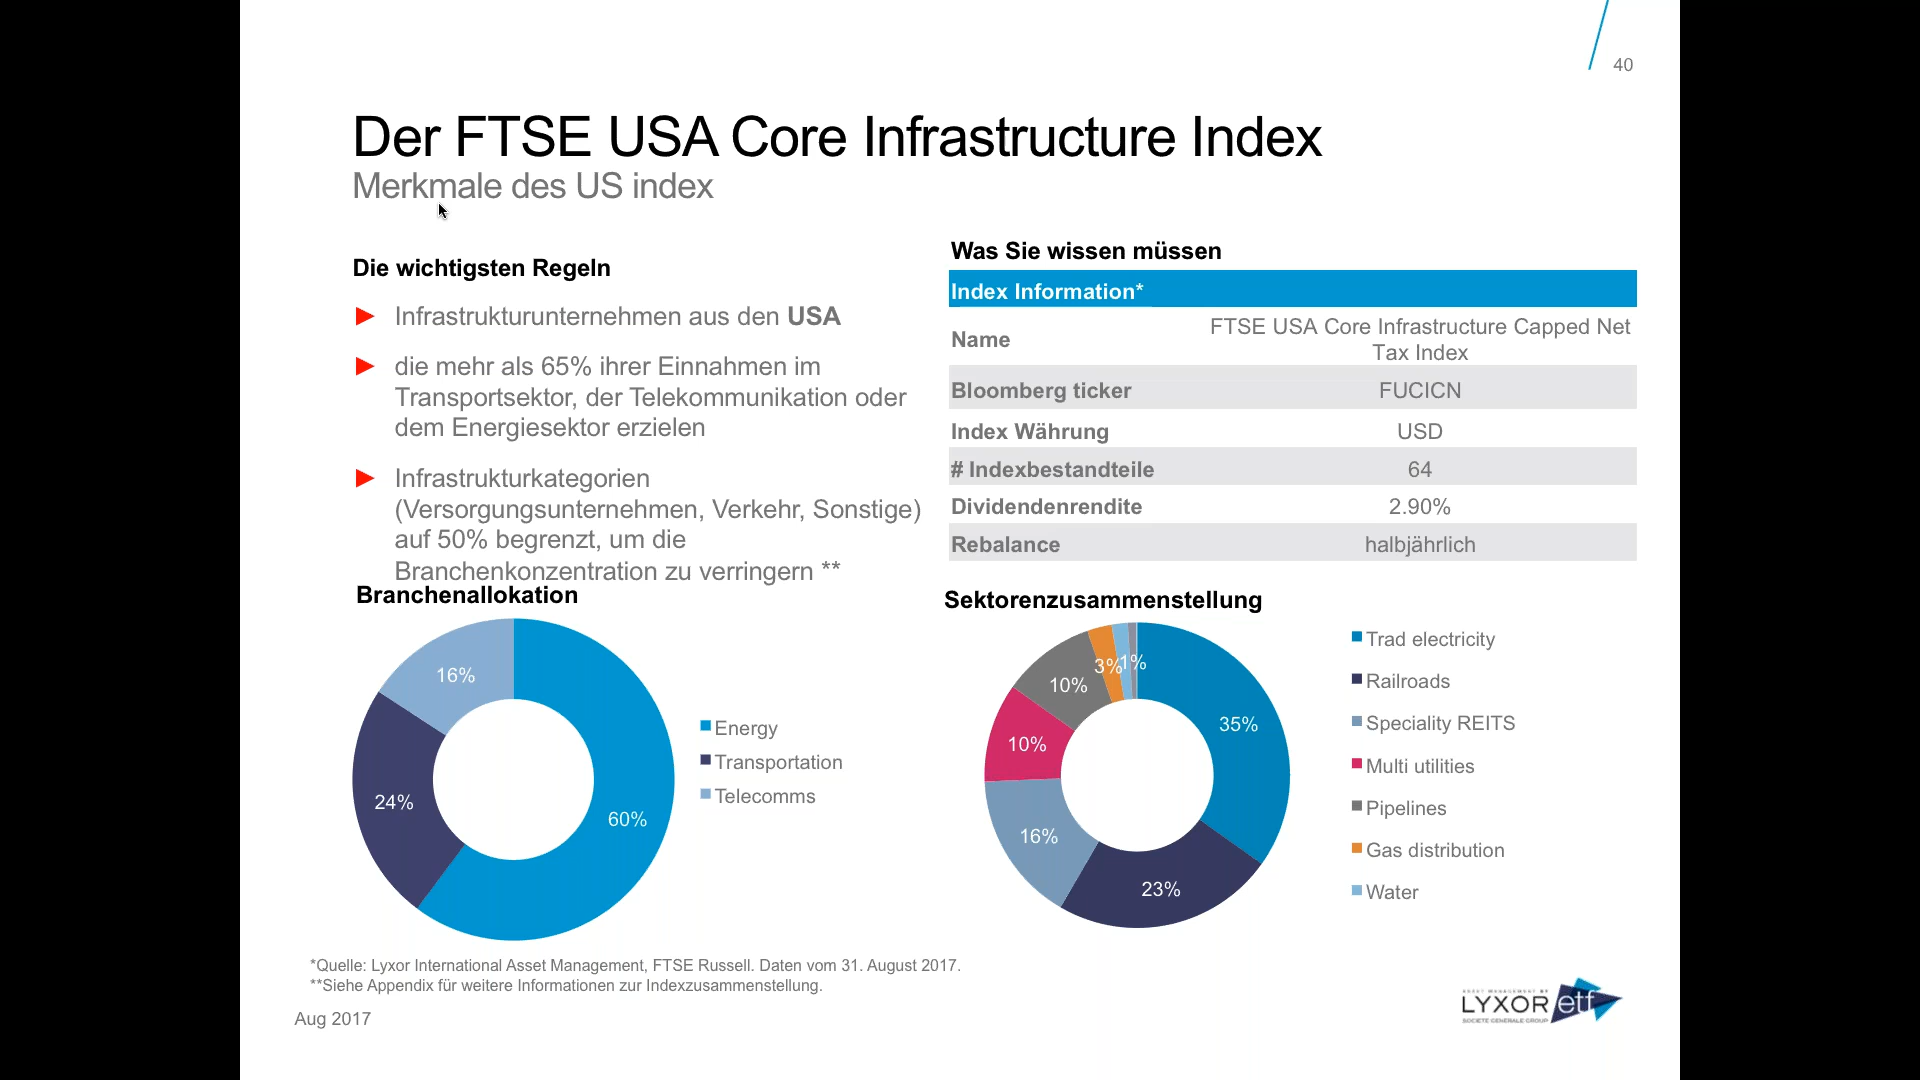 40
Der FTSE USA Core Infrastructure Index
Merkmale des US index
Die wichtigsten Regeln
Infrastrukturunternehmen aus den USA
die mehr als 65% ihrer Einnahmen im
Transportsektor, der Telekommunikation oder
dem Energiesektor erzielen
Infrastrukturkategorien
(Versorgungsunternehmen, Verkehr, Sonstige)
auf 50% begrenzt, um die
Branchenkonzentration zu verringern **
Was Sie wissen müssen
Index Information*
Name FTSE USA Core Infrastructure Capped Net
Tax Index
Bloomberg ticker FUCICN
Index Währung USD
# Indexbestandteile 64
Dividendenrendite 2.90%
Rebalance halbjährlich
Branchenallokation
16%
24%
60%
Energy
Transportation
Telecomms
Sektorenzusammenstellung
3%
1%
10%
35%
10%
16%
23%
Trad electricity
Railroads
Speciality REITS
Multi utilities
Pipelines
Gas distribution
Water
*Quelle: Lyxor International Asset Management, FTSE Russell. Daten vom 31. August 2017.
**Siehe Appendix für weitere Informationen zur Indexzusammenstellung.
Aug 2017
ASSET MANAGEMENT BY
LYXOR etf
SOCIETE GENERALE GROUP